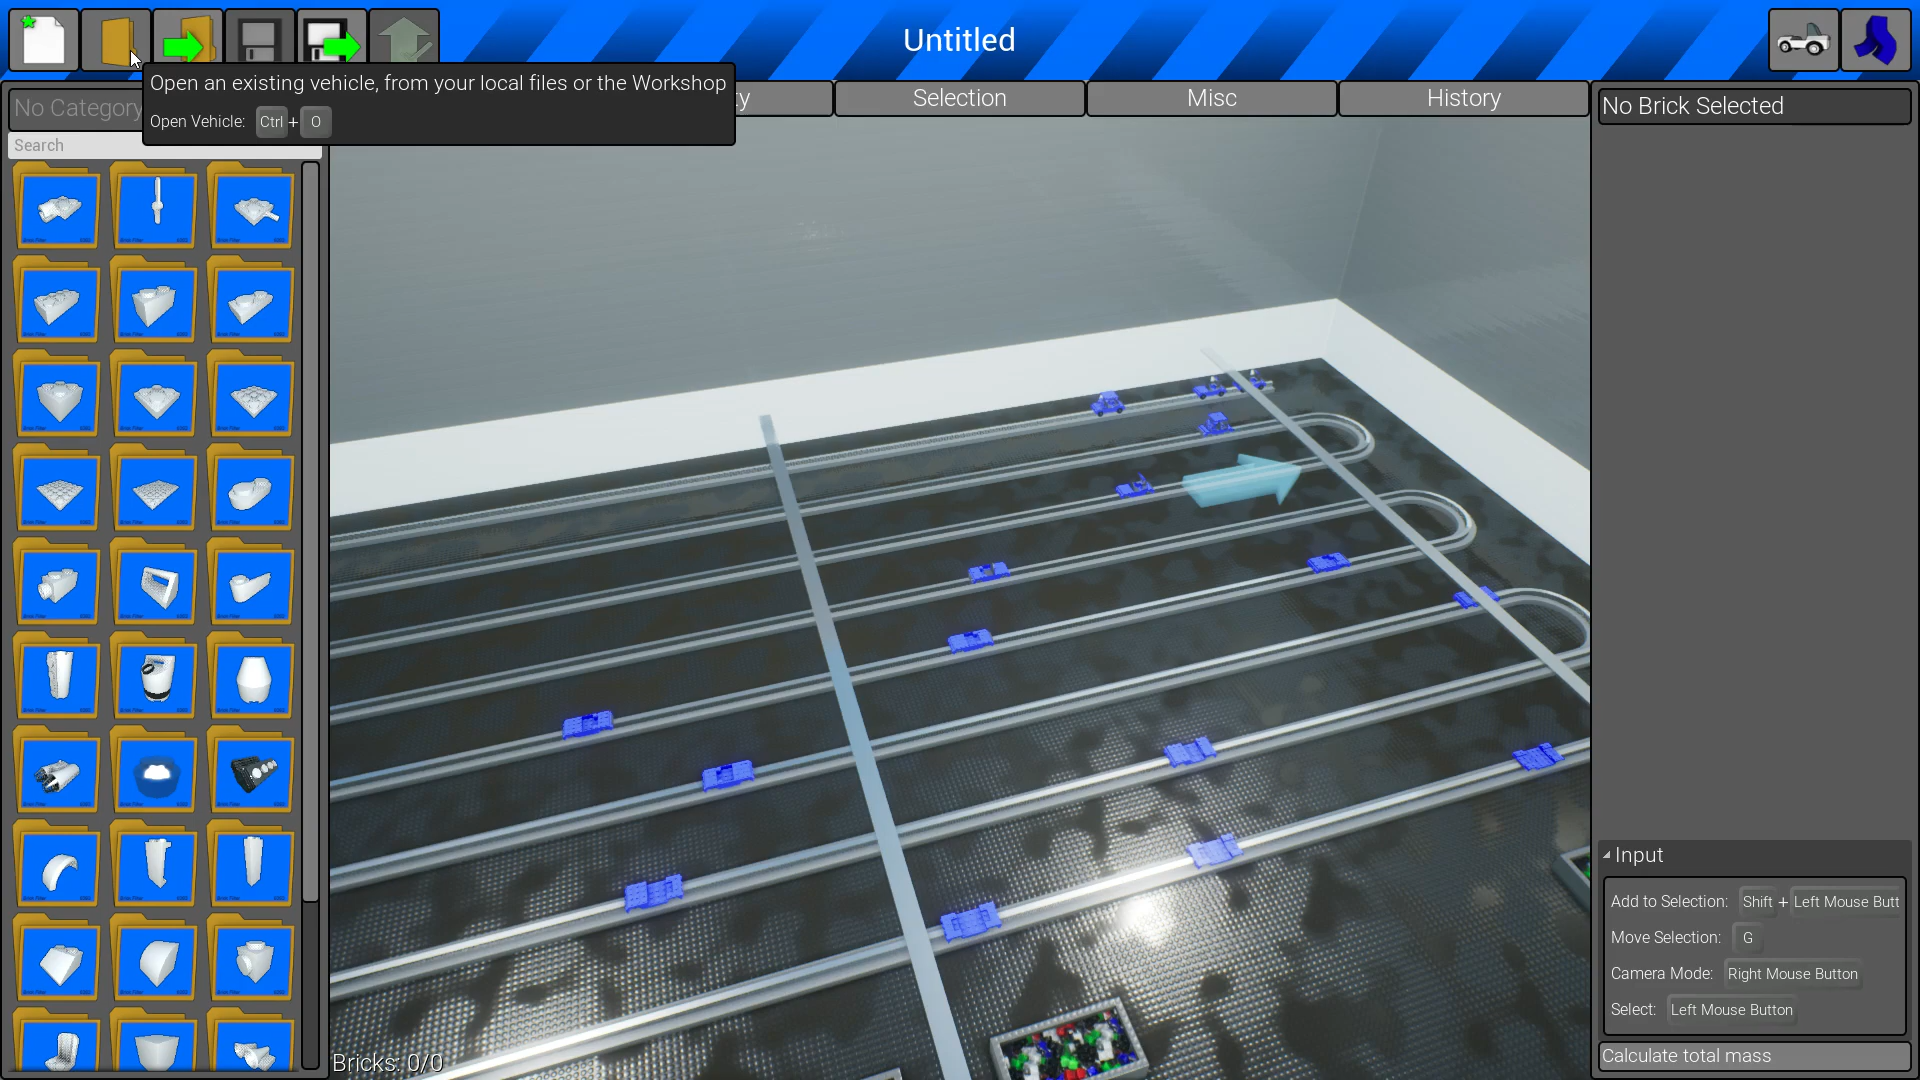 Untitled
Open an existing vehicle, from your local files or the Workshop
Open Vehicle: Ctrl + O
No Category
Search
Selection
Misc
History
No Brick Selected
Input
Add to Selection: Shift + Left Mouse Butt
Move Selection: G
Camera Mode: Right Mouse Button
Select: Left Mouse Button
Calculate total mass
Bricks: 0/0